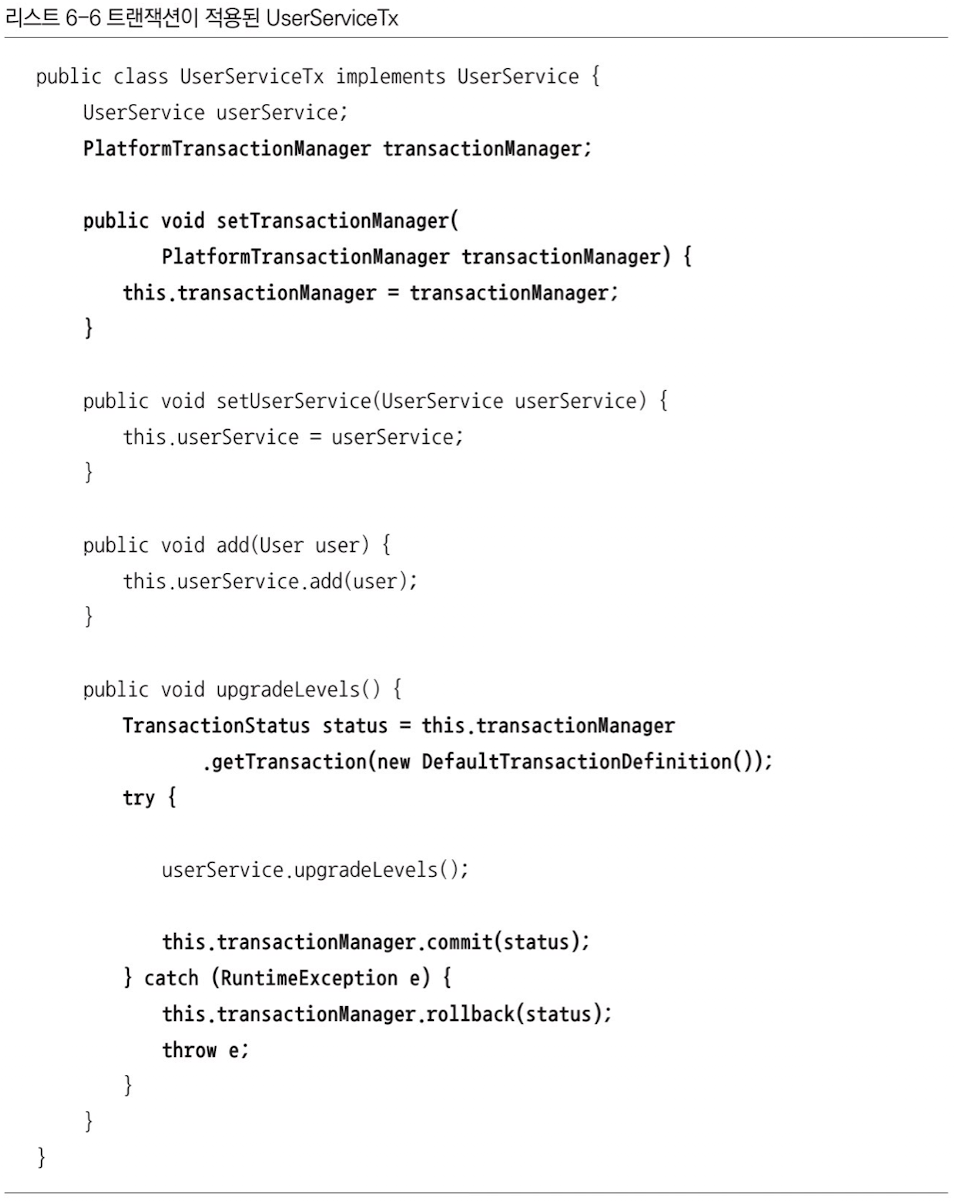 리스트 6-6 트랜잭션이 적용된 UserServiceTx
public class UserServiceTx implements UserService {
    UserService userService;
    PlatformTransactionManager transactionManager;

    public void setTransactionManager(
            PlatformTransactionManager transactionManager) {
        this.transactionManager = transactionManager;
    }

    public void setUserService(UserService userService) {
        this.userService = userService;
    }

    public void add(User user) {
        this.userService.add(user);
    }

    public void upgradeLevels() {
        TransactionStatus status = this.transactionManager
                .getTransaction(new DefaultTransactionDefinition());
        try {

            userService.upgradeLevels();

            this.transactionManager.commit(status);
        } catch (RuntimeException e) {
            this.transactionManager.rollback(status);
            throw e;
        }
    }
}